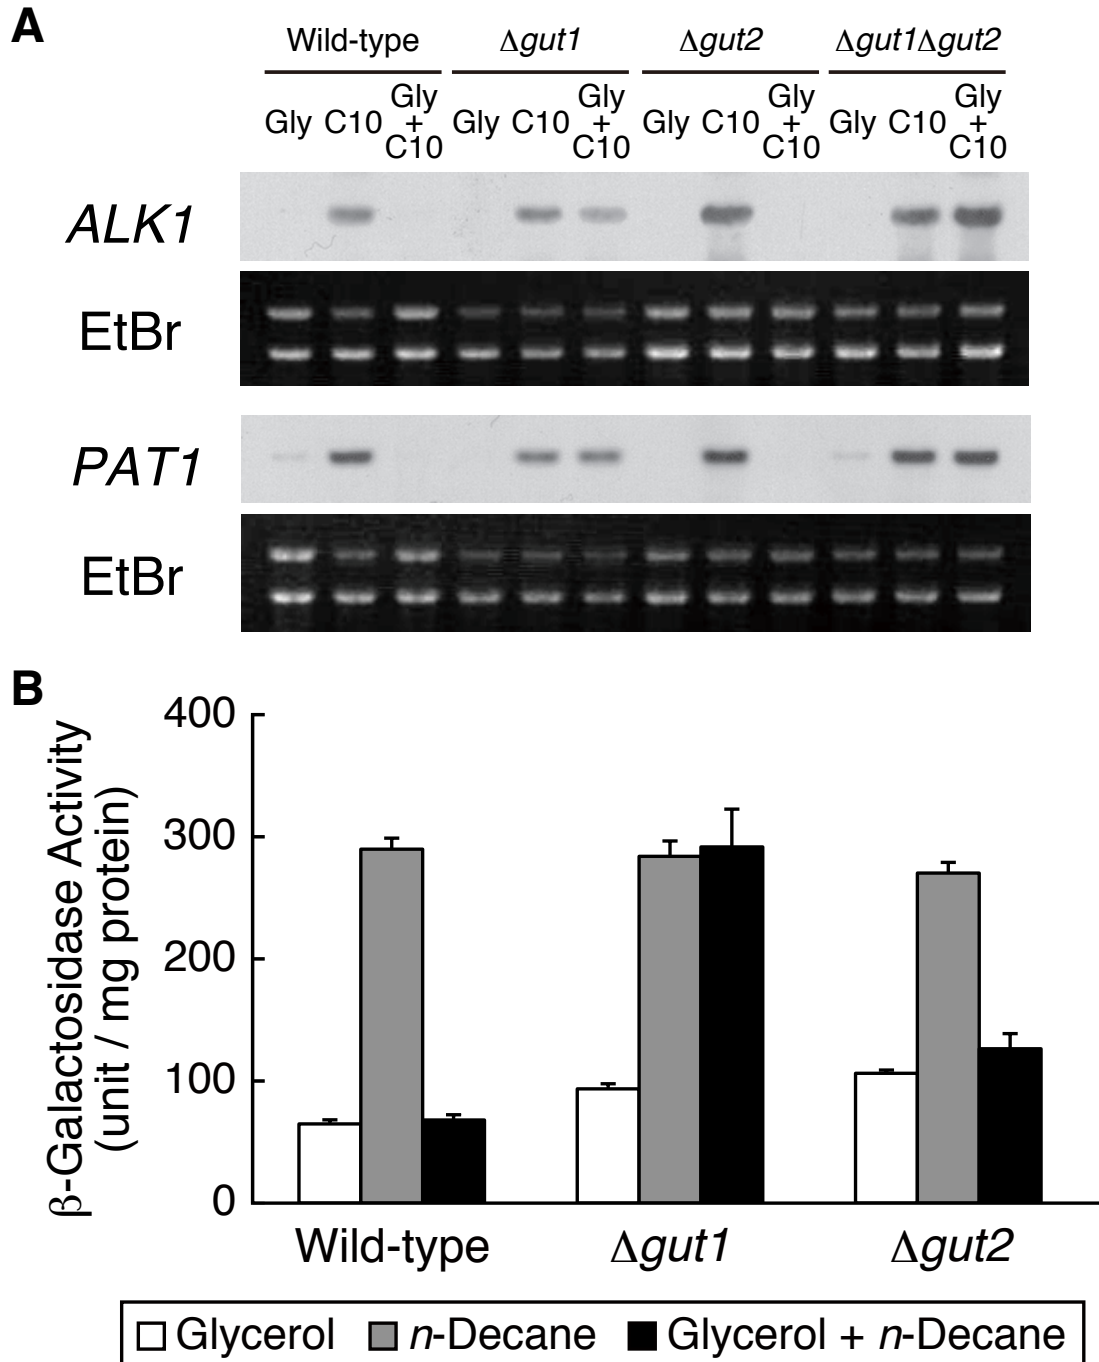 A
Wild-type Δgut1 Δgut2 Δgut1Δgut2
Gly C10 Gly + C10 Gly C10 Gly + C10 Gly C10 Gly + C10 Gly C10 Gly + C10
ALK1
EtBr
PAT1
EtBr
B
400
300
200
100
0
β-Galactosidase Activity
(unit / mg protein)
Wild-type Δgut1 Δgut2
Glycerol n-Decane Glycerol + n-Decane